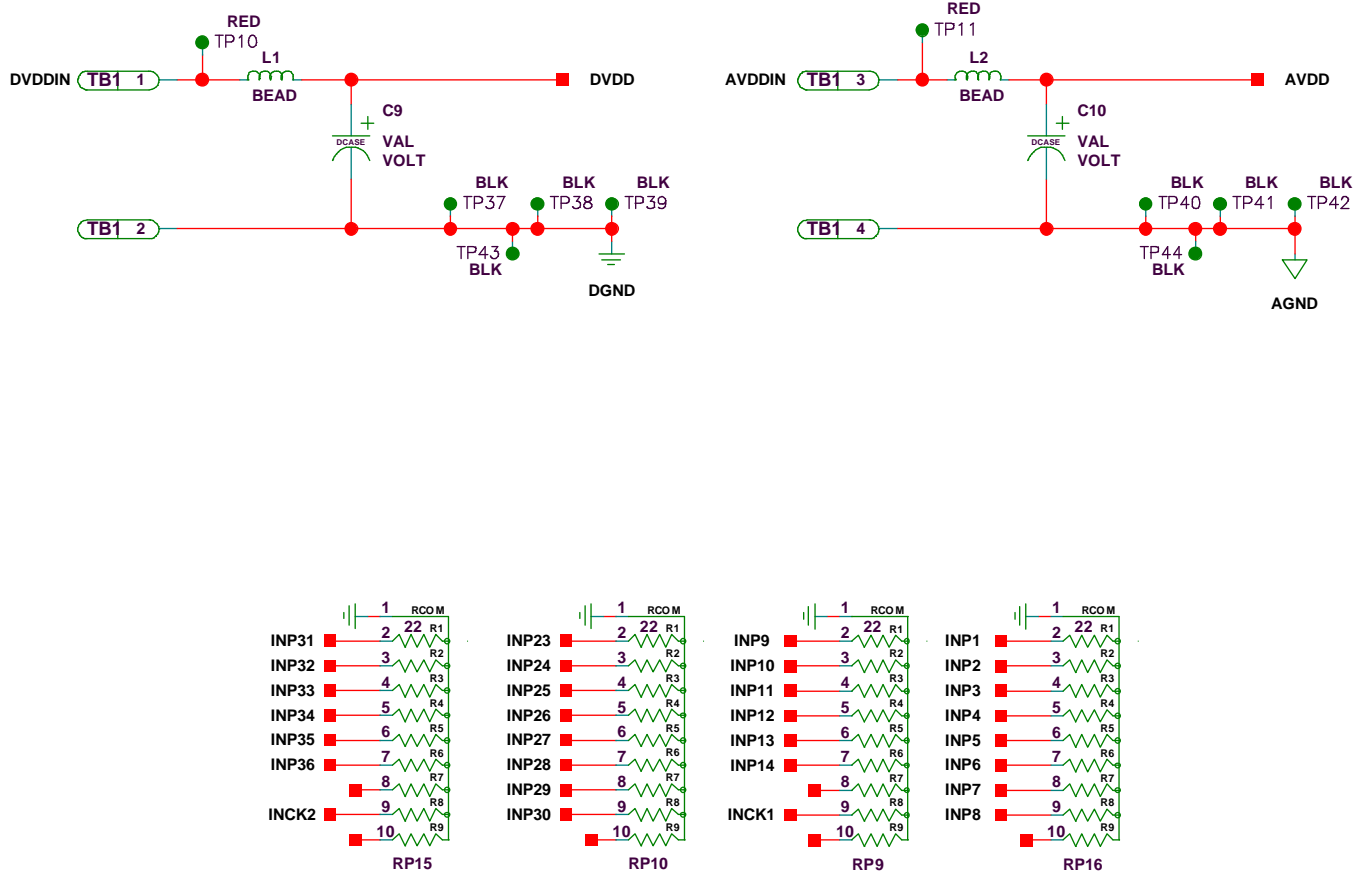 RED
TP10
L1
DVDDIN TB1 1
BEAD
DVDD
C9
+
DCASE
VAL
VOLT
BLK BLK BLK
TP37 TP38 TP39
TB1 2
TP43
BLK
DGND
RED
TP11
L2
AVDDIN TB1 3
BEAD
AVDD
C10
+
DCASE
VAL
VOLT
BLK BLK BLK
TP40 TP41 TP42
TB1 4
TP44
BLK
AGND
1 RCOM
22
INP31 2 R1
INP32 3 R2
INP33 4 R3
INP34 5 R4
INP35 6 R5
INP36 7 R6
8 R7
INCK2 9 R8
10 R9
RP15
1 RCOM
22
INP23 2 R1
INP24 3 R2
INP25 4 R3
INP26 5 R4
INP27 6 R5
INP28 7 R6
INP29 8 R7
INP30 9 R8
10 R9
RP10
1 RCOM
22
INP9 2 R1
INP10 3 R2
INP11 4 R3
INP12 5 R4
INP13 6 R5
INP14 7 R6
8 R7
INCK1 9 R8
10 R9
RP9
1 RCOM
22
INP1 2 R1
INP2 3 R2
INP3 4 R3
INP4 5 R4
INP5 6 R5
INP6 7 R6
INP7 8 R7
INP8 9 R8
10 R9
RP16